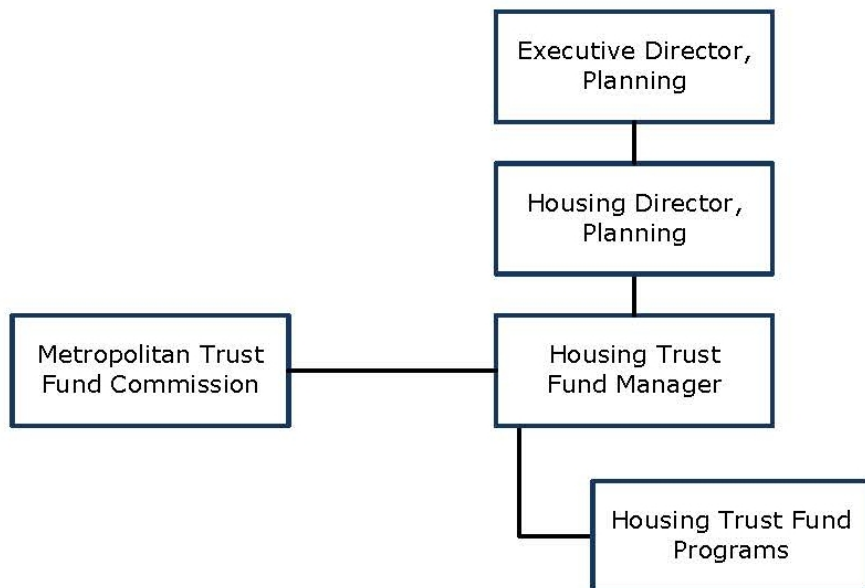 Executive Director,
Planning
Housing Director,
Planning
Metropolitan Trust
Fund Commission
Housing Trust
Fund Manager
Housing Trust Fund
Programs